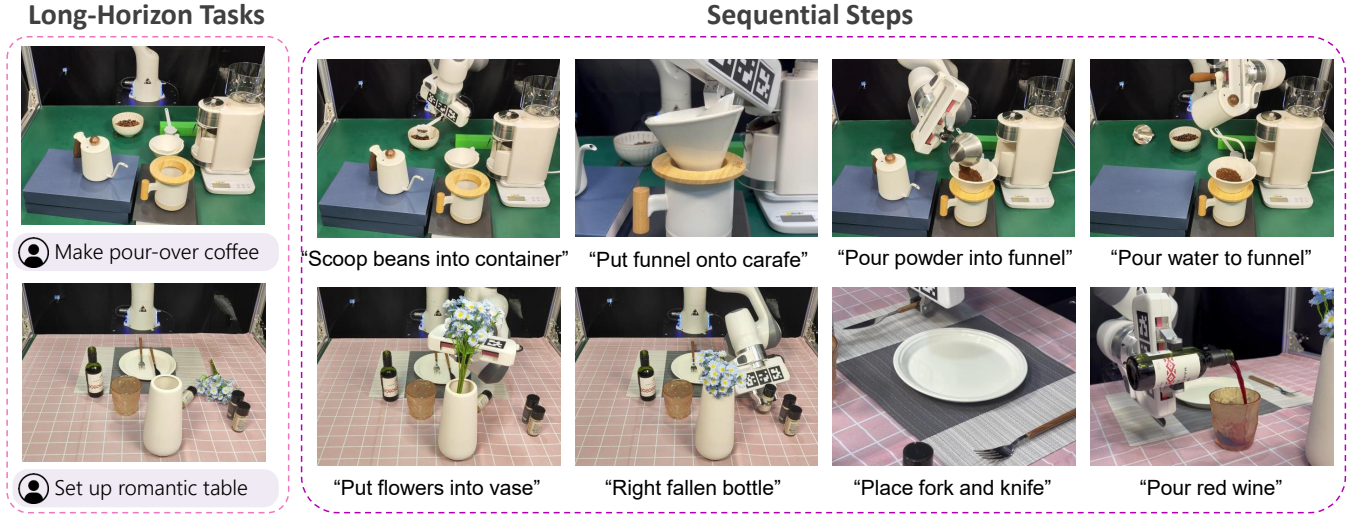 Long-Horizon Tasks
Sequential Steps
“Scoop beans into container”
“Put funnel onto carafe”
“Pour powder into funnel”
“Pour water to funnel”
Make pour-over coffee
“Put flowers into vase”
“Right fallen bottle”
“Place fork and knife”
“Pour red wine”
Set up romantic table